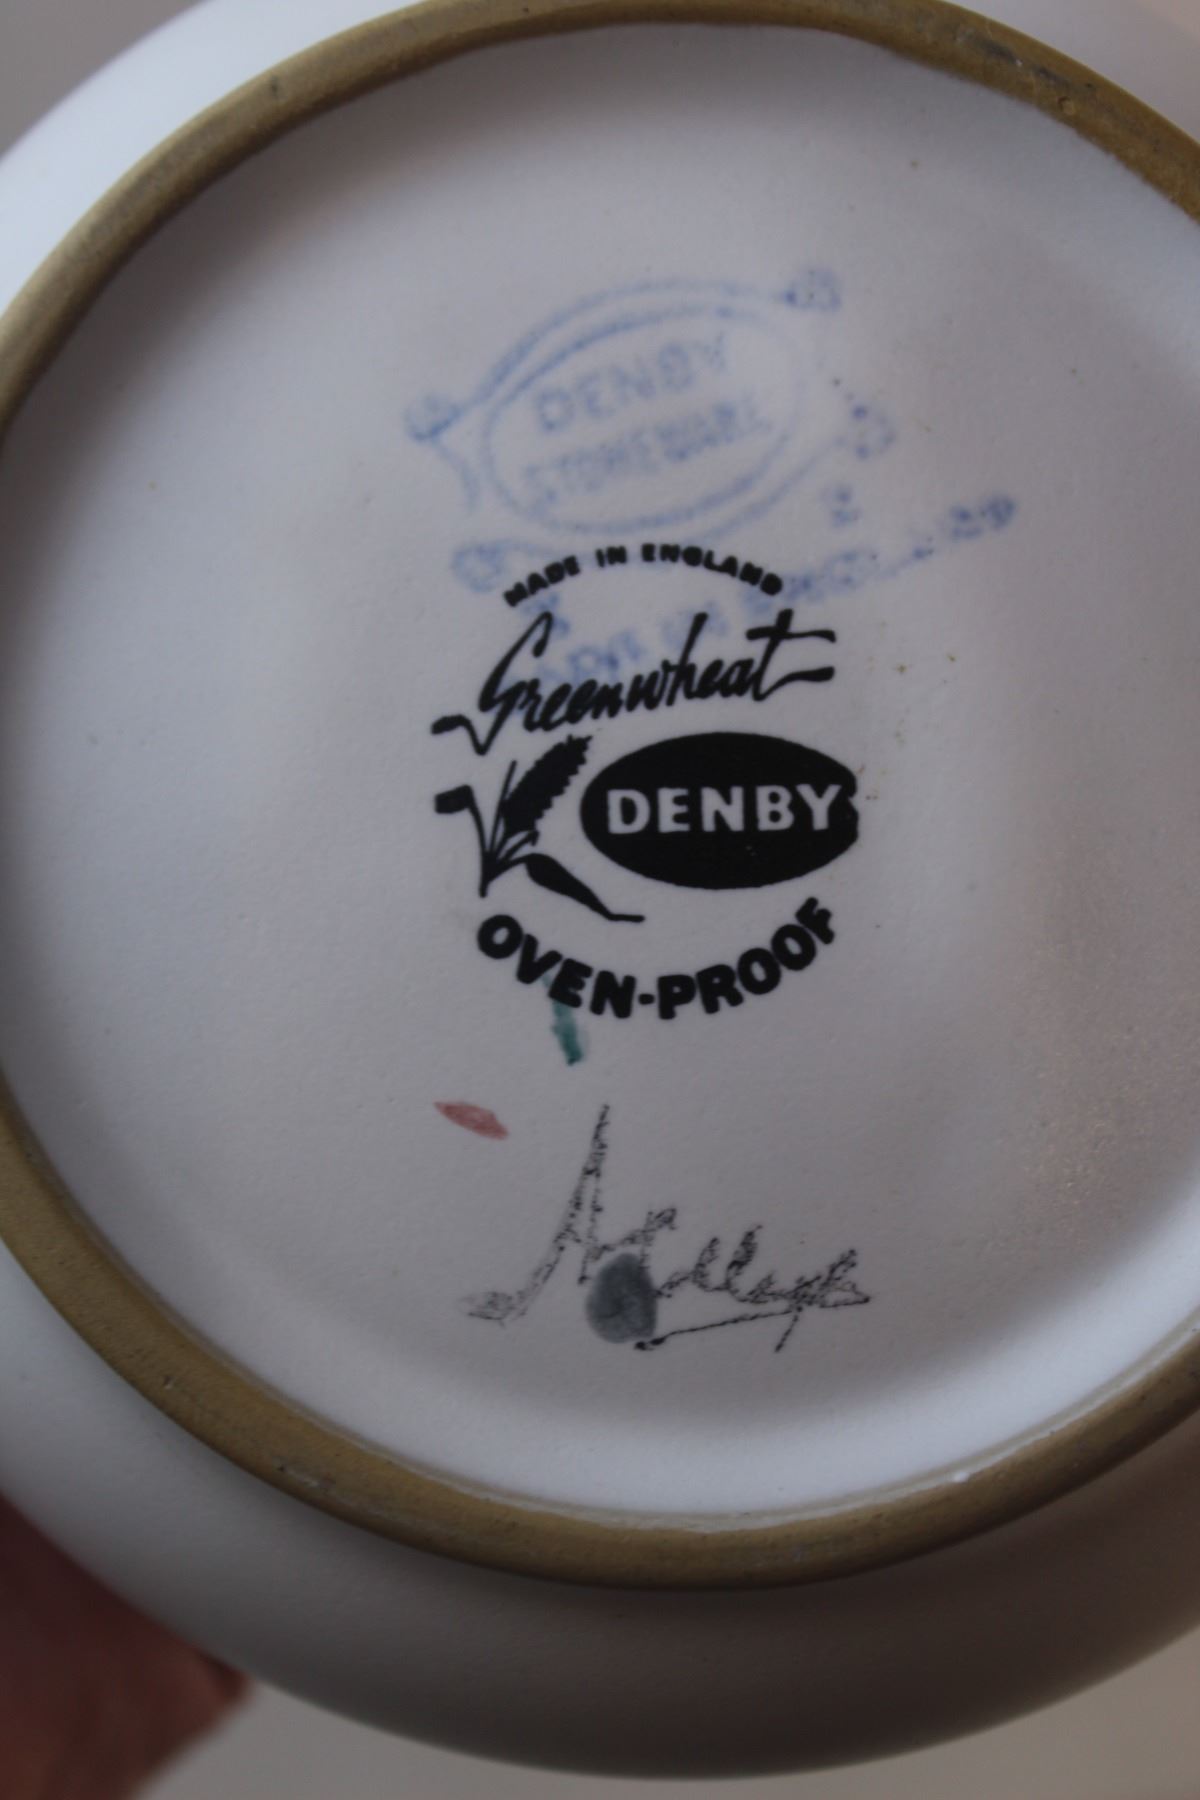 DENBY
STONEWARE
MADE IN ENGLAND
Greenwheat
DENBY
OVEN-PROOF